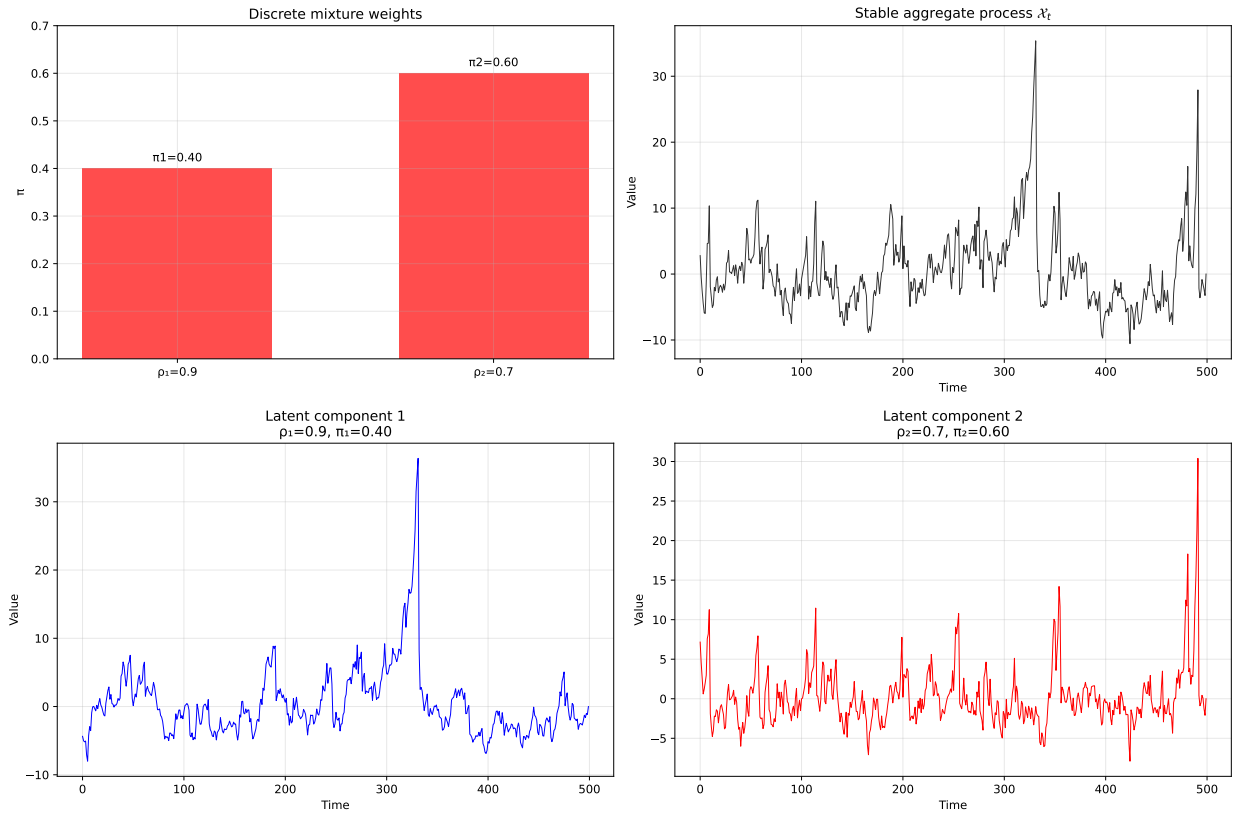 Discrete mixture weights
0.7
0.6
0.5
0.4
0.3
0.2
0.1
0.0
π
π1=0.40
π2=0.60
ρ₁=0.9
ρ₂=0.7
Stable aggregate process 𝒳ₜ
30
20
10
0
−10
Value
0
100
200
300
400
500
Time
Latent component 1
ρ₁=0.9, π₁=0.40
30
20
10
0
−10
Value
0
100
200
300
400
500
Time
Latent component 2
ρ₂=0.7, π₂=0.60
30
25
20
15
10
5
0
−5
Value
0
100
200
300
400
500
Time